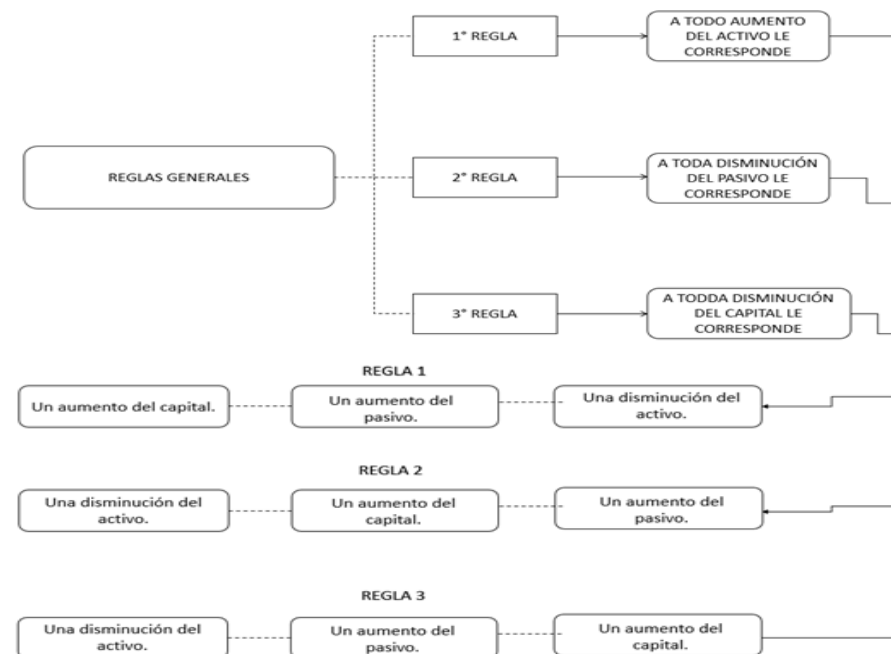 1° REGLA
A TODO AUMENTO
DEL ACTIVO LE
CORRESPONDE
REGLAS GENERALES
2° REGLA
A TODA DISMINUCIÓN
DEL PASIVO LE
CORRESPONDE
3° REGLA
A TODDA DISMINUCIÓN
DEL CAPITAL LE
CORRESPONDE
REGLA 1
Un aumento del capital.
Un aumento del
pasivo.
Una disminución del
activo.
REGLA 2
Una disminución del
activo.
Un aumento del
capital.
Un aumento del
pasivo.
REGLA 3
Una disminución del
activo.
Un aumento del
pasivo.
Un aumento del
capital.